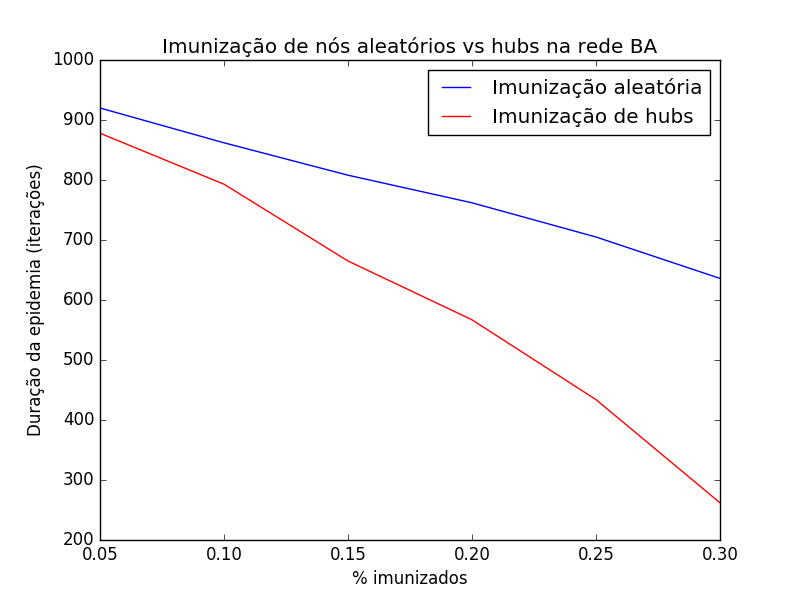 Imunização de nós aleatórios vs hubs na rede BA
1000
900
800
700
600
500
400
300
200
Duração da epidemia (iterações)
Imunização aleatória
Imunização de hubs
0.05 0.10 0.15 0.20 0.25 0.30
% imunizados